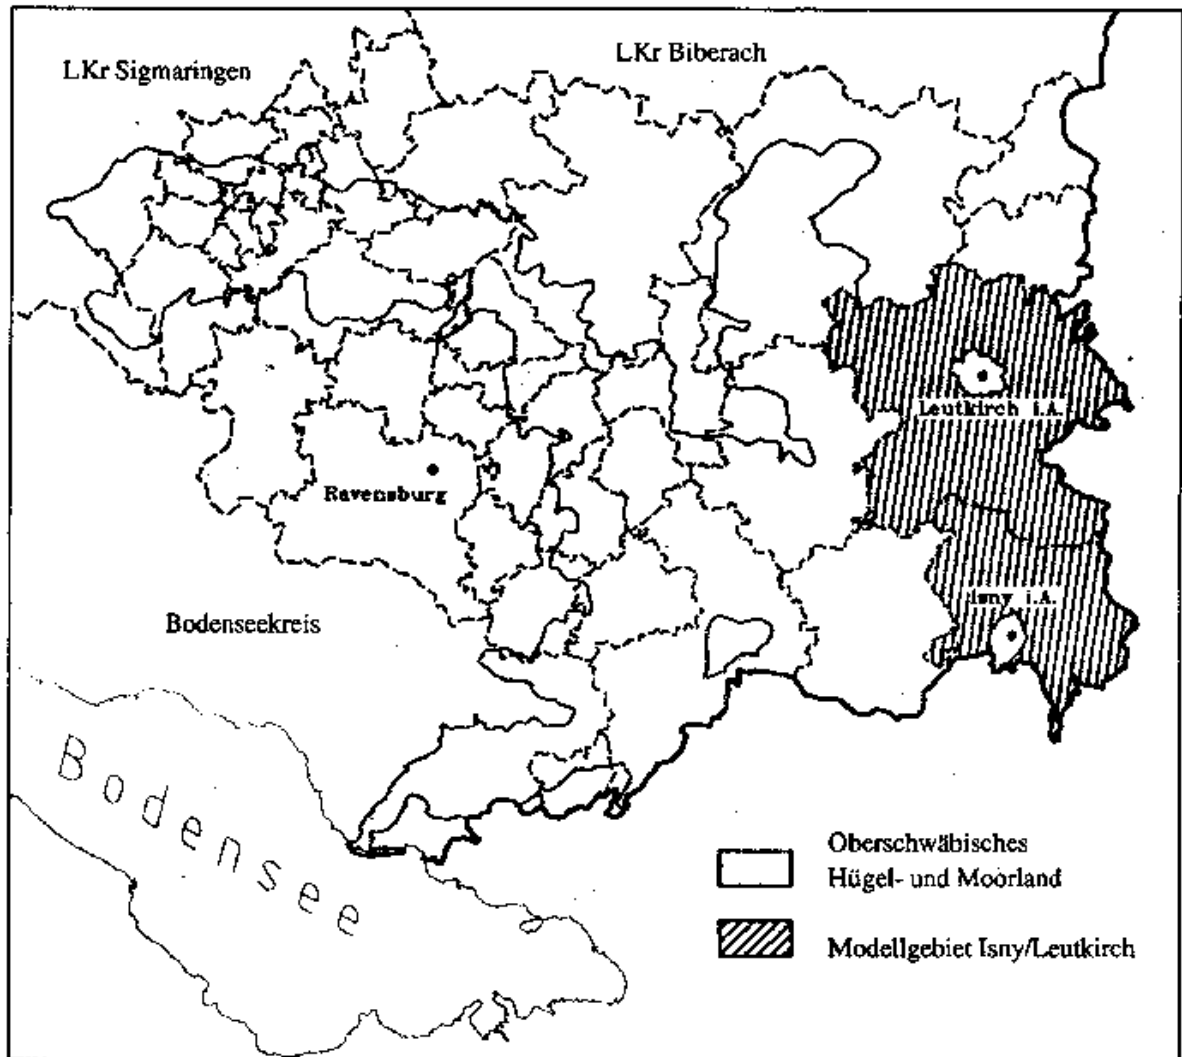 LKr Sigmaringen
LKr Biberach
Leutkirch i.A.
Ravensburg
Isny i.A.
Bodenseekreis
Bodensee
Oberschwäbisches
Hügel- und Moorland
Modellgebiet Isny/Leutkirch